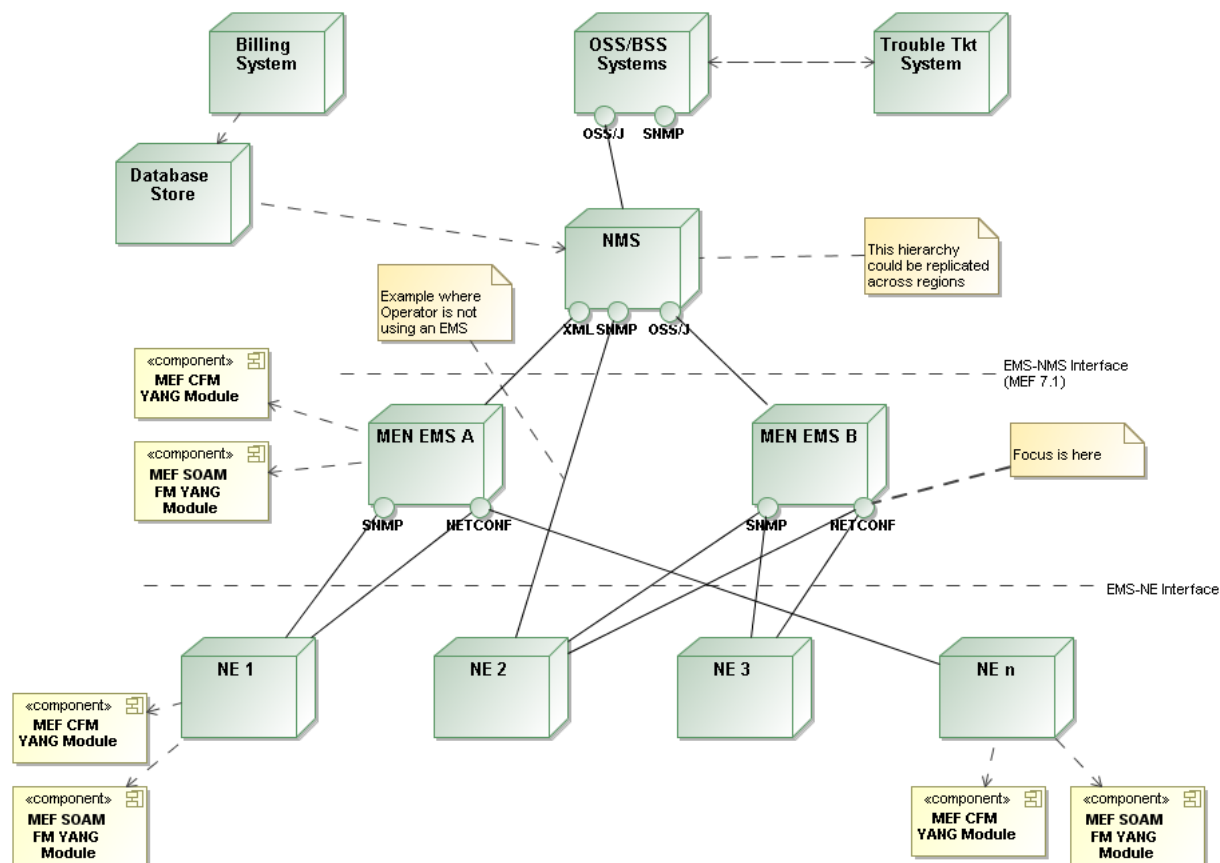 Billing
System
OSS/BSS
Systems
Trouble Tkt
System
OSS/J
SNMP
Database
Store
NMS
This hierarchy
could be replicated
across regions
Example where
Operator is not
using an EMS
XML
SNMP
OSS/J
EMS-NMS Interface
(MEF 7.1)
«component»
MEF CFM
YANG Module
«component»
MEF SOAM
FM YANG
Module
MEN EMS A
MEN EMS B
Focus is here
SNMP
NETCONF
SNMP
NETCONF
EMS-NE Interface
NE 1
NE 2
NE 3
NE n
«component»
MEF CFM
YANG Module
«component»
MEF SOAM
FM YANG
Module
«component»
MEF CFM
YANG Module
«component»
MEF SOAM
FM YANG
Module